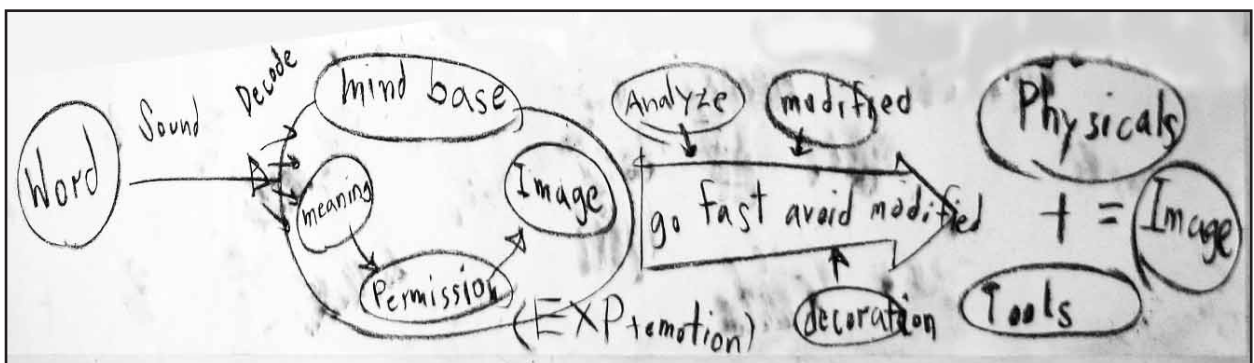 Word
Sound
Decode
mind base
meaning
Permission
Image
(EXP+emotion)
Analyze
modified
go fast avoid modified
decoration
Physicals
+
Tools
=
Image